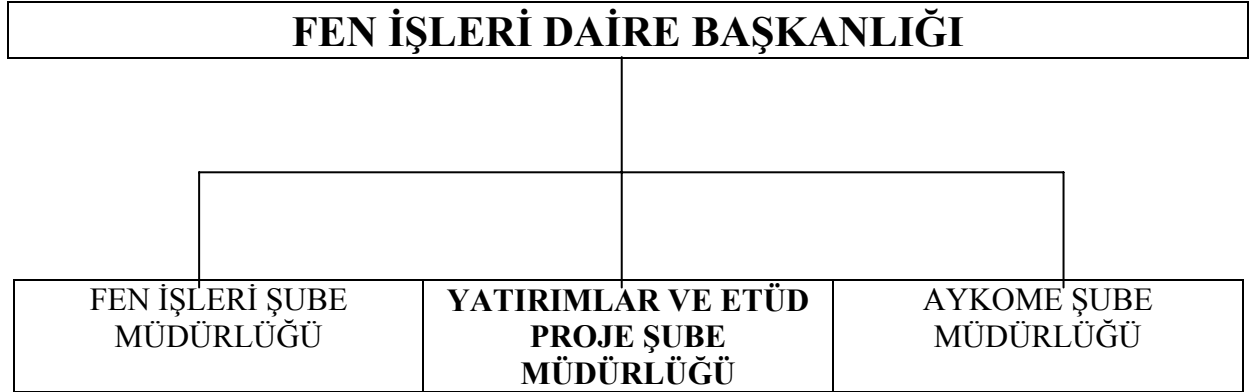 FEN İŞLERİ DAİRE BAŞKANLIĞI
FEN İŞLERİ ŞUBE
MÜDÜRLÜĞÜ
YATIRIMLAR VE ETÜD
PROJE ŞUBE
MÜDÜRLÜĞÜ
AYKOME ŞUBE
MÜDÜRLÜĞÜ